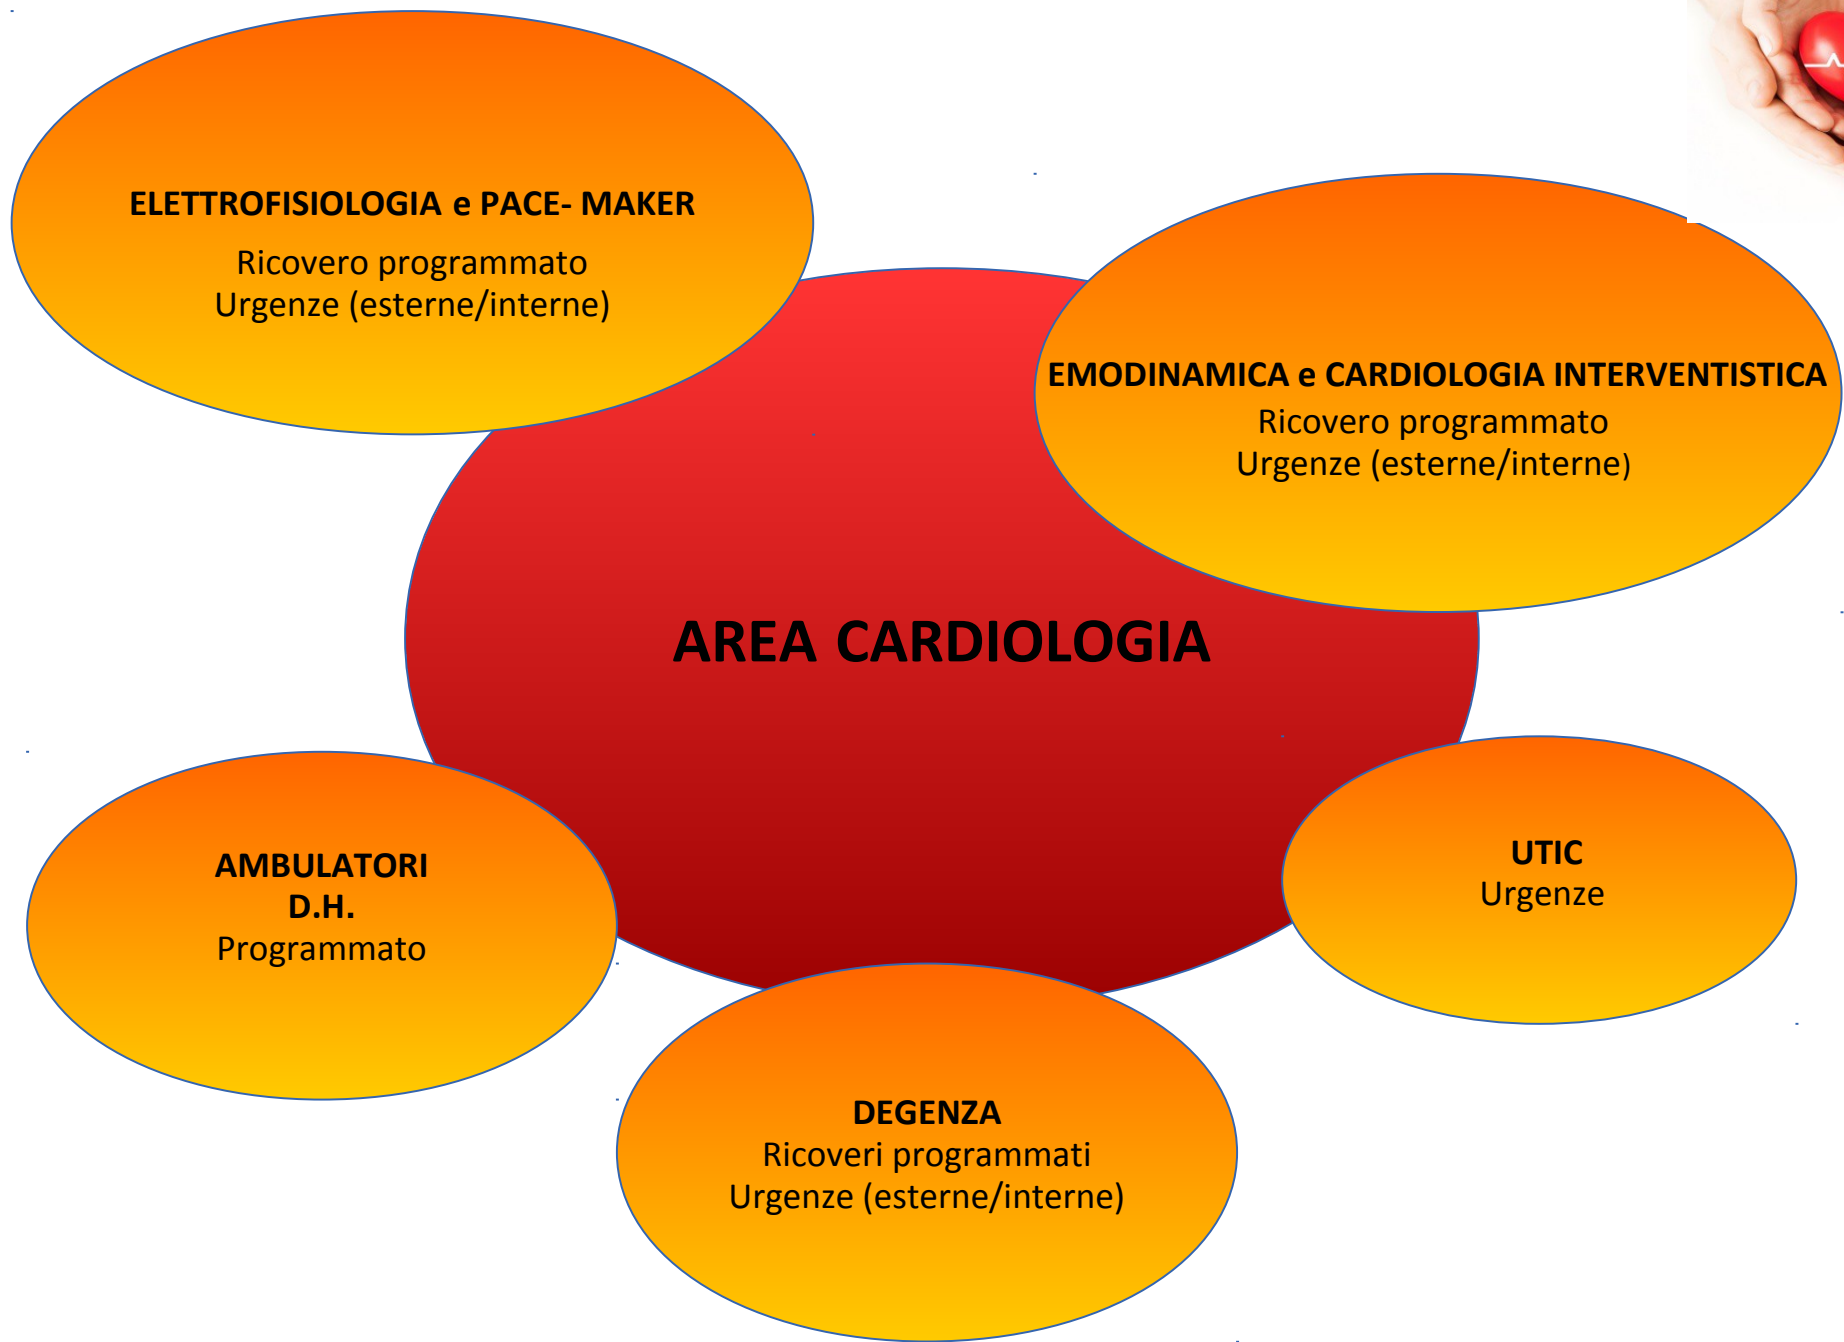 ELETTROFISIOLOGIA e PACE- MAKER
Ricovero programmato
Urgenze (esterne/interne)
EMODINAMICA e CARDIOLOGIA INTERVENTISTICA
Ricovero programmato
Urgenze (esterne/interne)
AREA CARDIOLOGIA
AMBULATORI
D.H.
Programmato
UTIC
Urgenze
DEGENZA
Ricoveri programmati
Urgenze (esterne/interne)